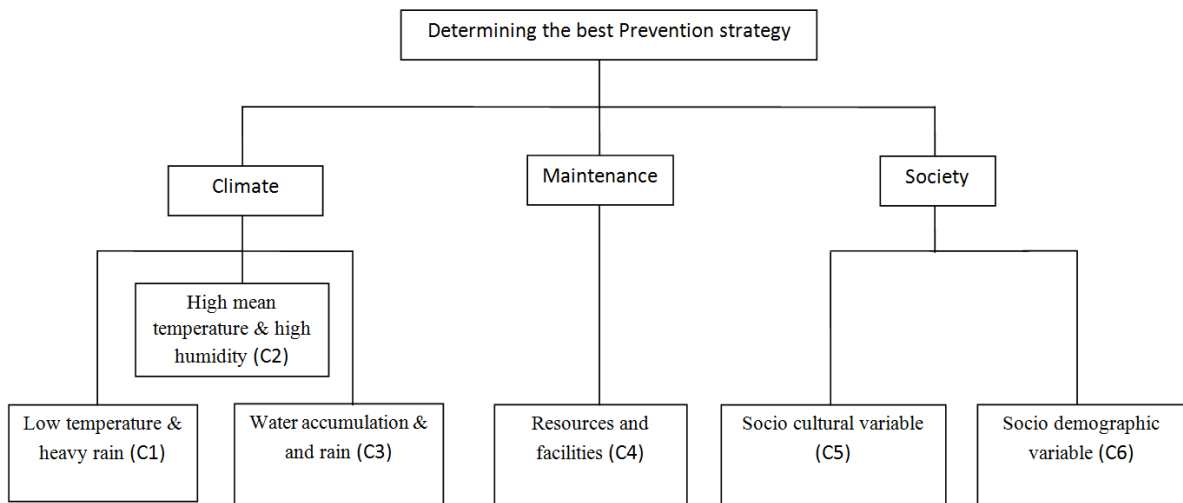 Determining the best Prevention strategy
Climate
Maintenance
Society
High mean
temperature & high
humidity (C2)
Low temperature &
heavy rain (C1)
Water accumulation &
and rain (C3)
Resources and
facilities (C4)
Socio cultural variable
(C5)
Socio demographic
variable (C6)